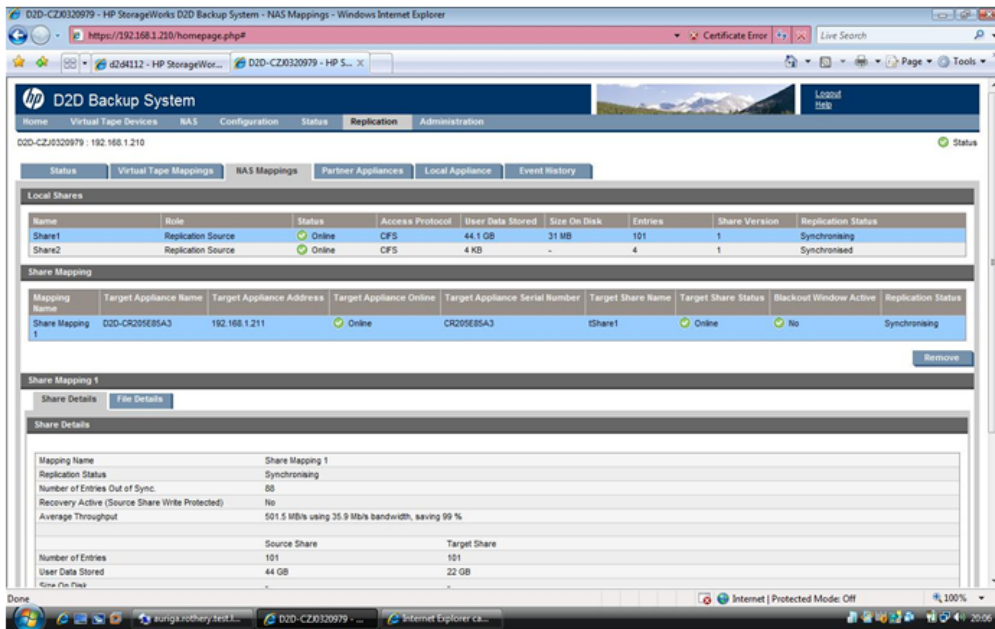 D2D-CZJ0320979 - HP StorageWorks D2D Backup System - NAS Mappings - Windows Internet Explorer
https://192.168.1.210/homepage.php#
Certificate Error
Live Search
d2d4112 - HP StorageWor...
D2D-CZJ0320979 - HP S...
Page
Tools
hp
D2D Backup System
Logout
Help
Home Virtual Tape Devices NAS Configuration Status Replication Administration
D2D-CZJ0320979 : 192.168.1.210
Status
Status Virtual Tape Mappings NAS Mappings Partner Appliances Local Appliance Event History
Local Shares
Name Role Status Access Protocol User Data Stored Size On Disk Entries Share Version Replication Status
Share1 Replication Source Online CIFS 44.1 GB 31 MB 101 1 Synchronising
Share2 Replication Source Online CIFS 4 KB - 4 1 Synchronised
Share Mapping
Mapping Name Target Appliance Name Target Appliance Address Target Appliance Online Target Appliance Serial Number Target Share Name Target Share Status Blackout Window Active Replication Status
Share Mapping 1 D2D-CR205E85A3 192.168.1.211 Online CR205E85A3 tShare1 Online No Synchronising
Remove
Share Mapping 1
Share Details File Details
Share Details
Mapping Name Share Mapping 1
Replication Status Synchronising
Number of Entries Out of Sync. 88
Recovery Active (Source Share Write Protected) No
Average Throughput 501.5 MB/s using 35.9 Mb/s bandwidth, saving 99 %
Source Share Target Share
Number of Entries 101 101
User Data Stored 44 GB 22 GB
Size On Disk - -
Done
Internet | Protected Mode: Off
100%
auriga.rothery.test.l...
D2D-CZJ0320979 - ...
Internet Explorer ca...
20:06